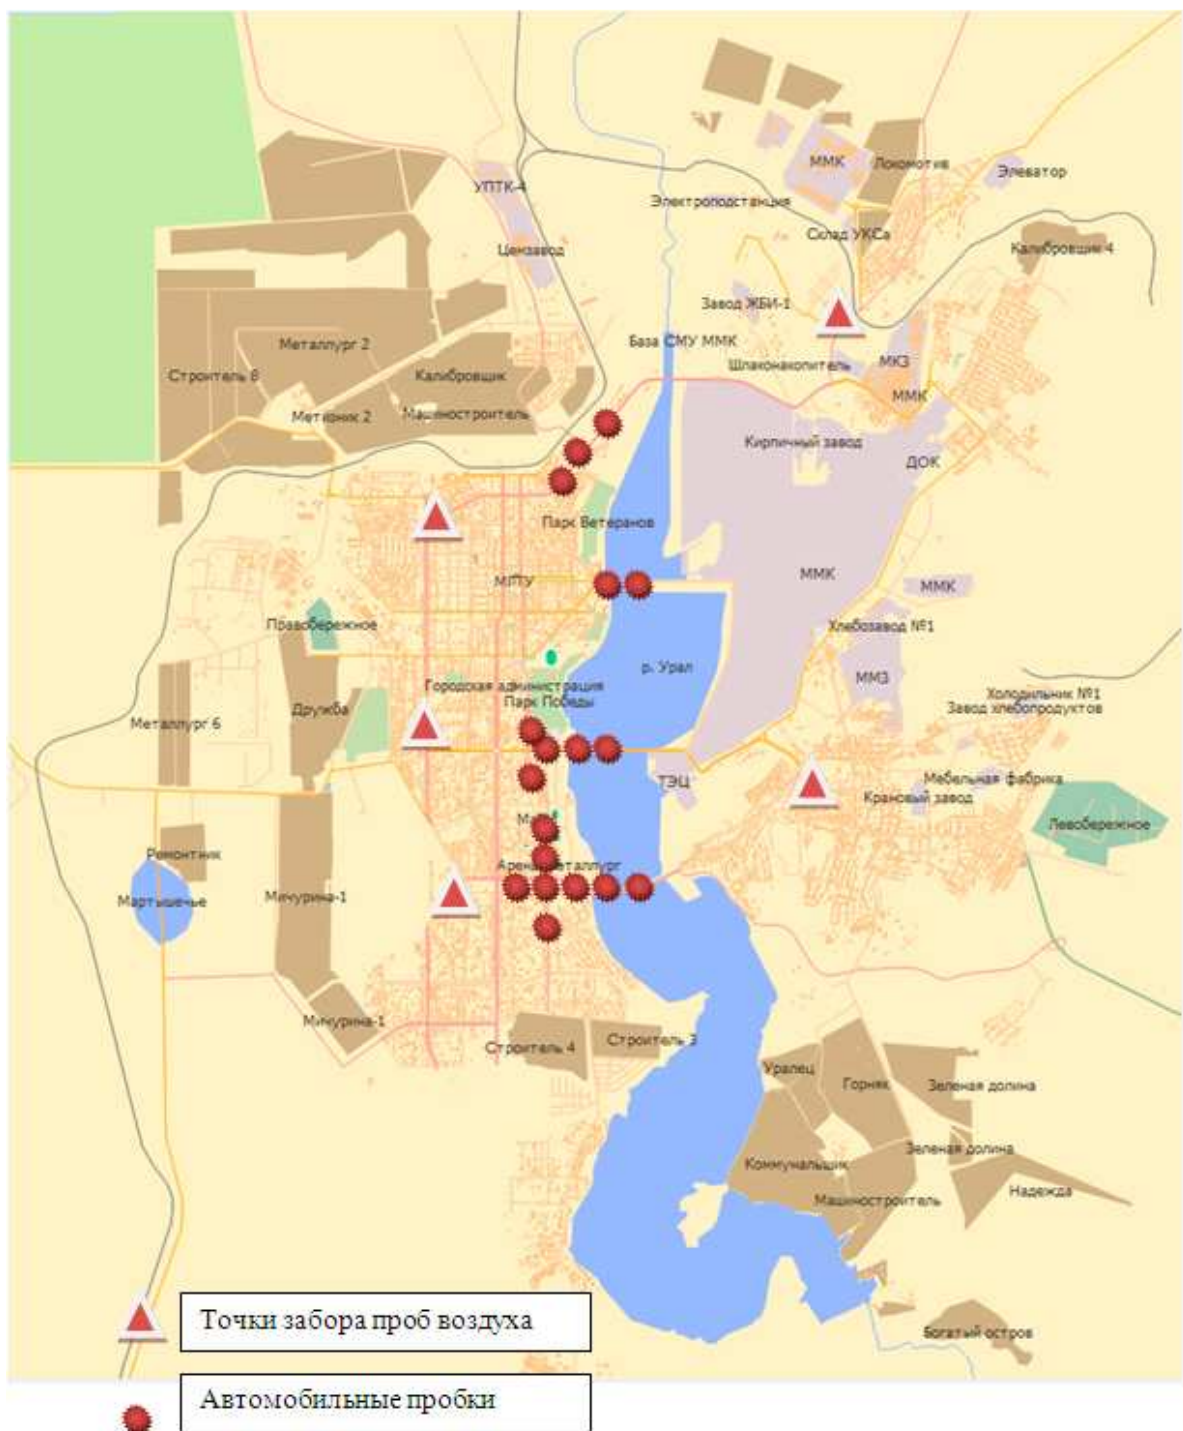 ММК
Локомотив
Элеватор
УПТК-4
Электроподстанция
Склад УКСа
Цензавод
Калибровщик 4
Завод ЖБИ-1
База СМУ ММК
Металлург 2
Шлаконакопитель
МКЗ
Строитель 6
Калибровщик
ММК
Метизник 2
Машиностроитель
Кирпичный завод
ДОК
Парк Ветеранов
ММК
ММК
Правобережное
Хлебозавод №1
р. Урал
ММЗ
Городская администрация
Парк Победы
Холодильник №1
Завод хлебопродуктов
Дружба
Металлург 6
ТЭЦ
Мебельная фабрика
Крановый завод
Левобережное
Ремонтник
Арена Металлург
Мартышечье
Мичурина-1
Мичурина-1
Строитель 4
Строитель 3
Уралец
Горняк
Зеленая долина
Зеленая долина
Коммунальщик
Надежда
Машиностроитель
Богатый остров
Точки забора проб воздуха
Автомобильные пробки